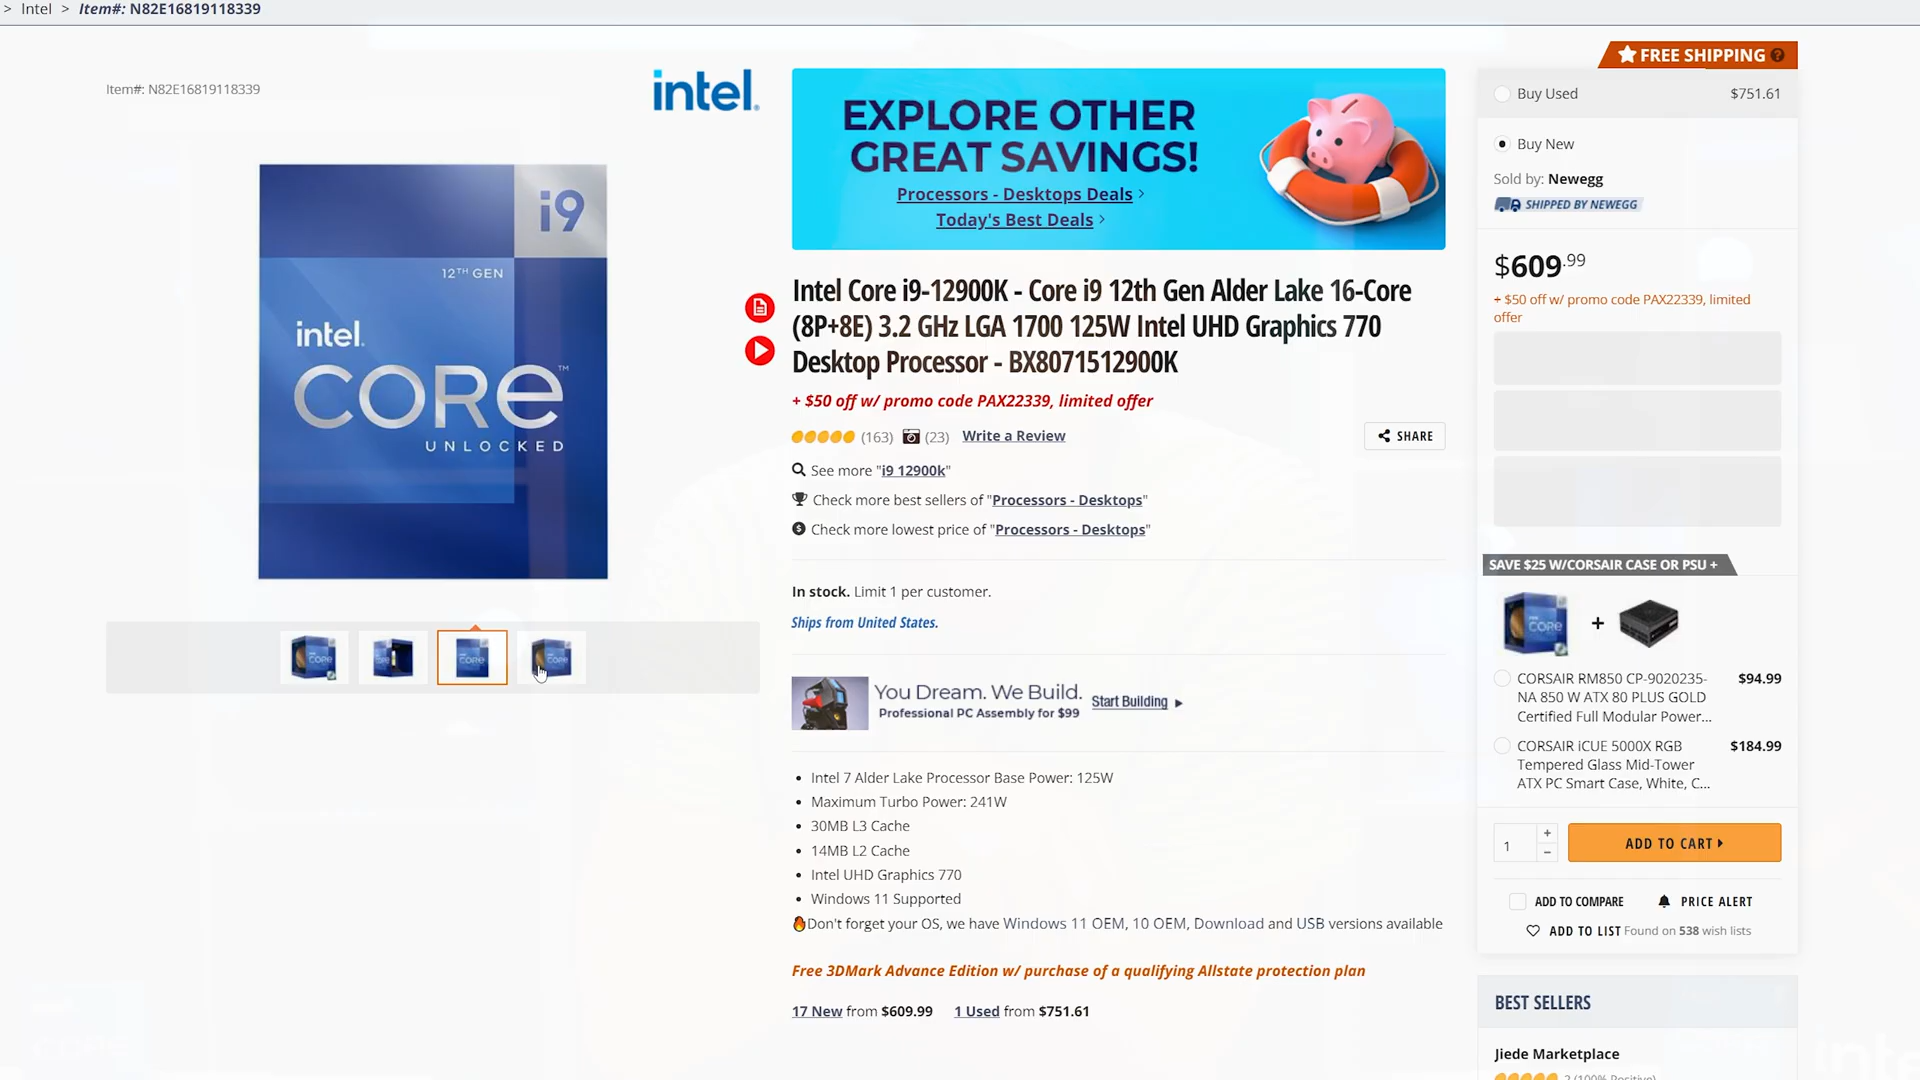 > Intel > Item#: N82E16819118339
Item#: N82E16819118339
intel.
i9
12TH GEN
intel.
CORE™
UNLOCKED
EXPLORE OTHER
GREAT SAVINGS!
Processors - Desktops Deals >
Today's Best Deals >
Intel Core i9-12900K - Core i9 12th Gen Alder Lake 16-Core
(8P+8E) 3.2 GHz LGA 1700 125W Intel UHD Graphics 770
Desktop Processor - BX8071512900K
+ $50 off w/ promo code PAX22339, limited offer
(163) (23) Write a Review
SHARE
See more "i9 12900k"
Check more best sellers of "Processors - Desktops"
Check more lowest price of "Processors - Desktops"
In stock. Limit 1 per customer.
Ships from United States.
You Dream. We Build.
Professional PC Assembly for $99
Start Building
• Intel 7 Alder Lake Processor Base Power: 125W
• Maximum Turbo Power: 241W
• 30MB L3 Cache
• 14MB L2 Cache
• Intel UHD Graphics 770
• Windows 11 Supported
Don't forget your OS, we have Windows 11 OEM, 10 OEM, Download and USB versions available
Free 3DMark Advance Edition w/ purchase of a qualifying Allstate protection plan
17 New from $609.99 1 Used from $751.61
FREE SHIPPING ?
Buy Used $751.61
Buy New
Sold by: Newegg
SHIPPED BY NEWEGG
$609.99
+ $50 off w/ promo code PAX22339, limited
offer
SAVE $25 W/CORSAIR CASE OR PSU +
+
CORSAIR RM850 CP-9020235- $94.99
NA 850 W ATX 80 PLUS GOLD
Certified Full Modular Power...
CORSAIR iCUE 5000X RGB $184.99
Tempered Glass Mid-Tower
ATX PC Smart Case, White, C...
1 + −
ADD TO CART
ADD TO COMPARE PRICE ALERT
ADD TO LIST Found on 538 wish lists
BEST SELLERS
Jiede Marketplace
2 (100% Positive)